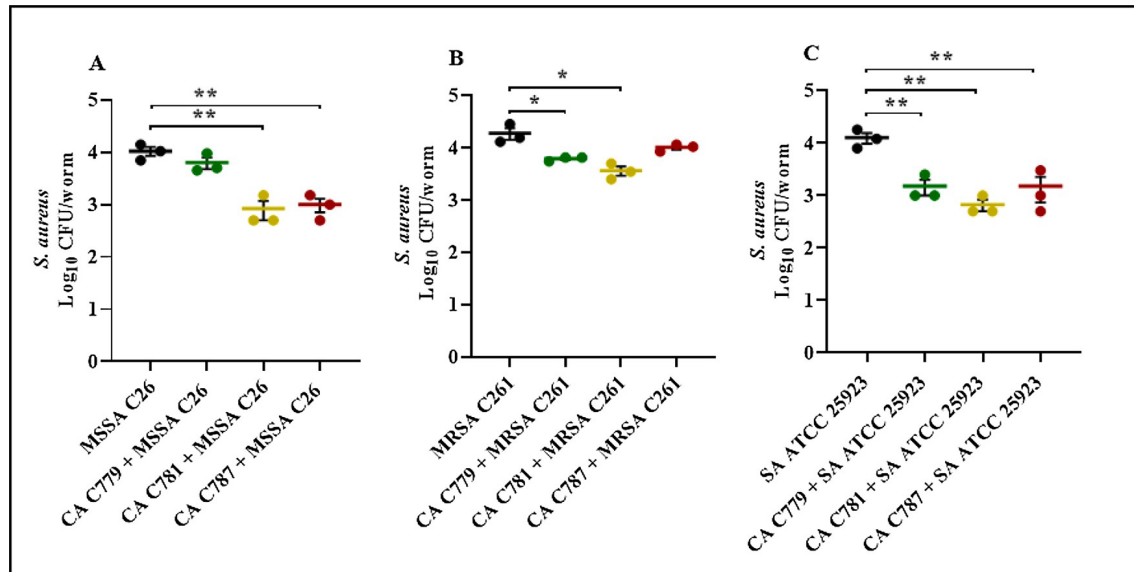 A
**
**
5
4
3
2
1
0
S. aureus
Log10 CFU/worm
MSSA C26
CA C779 + MSSA C26
CA C781 + MSSA C26
CA C787 + MSSA C26
B
*
*
5
4
3
2
1
0
S. aureus
Log10 CFU/worm
MRSA C261
CA C779 + MRSA C261
CA C781 + MRSA C261
CA C787 + MRSA C261
C
**
**
**
5
4
3
2
1
0
S. aureus
Log10 CFU/worm
SA ATCC 25923
CA C779 + SA ATCC 25923
CA C781 + SA ATCC 25923
CA C787 + SA ATCC 25923